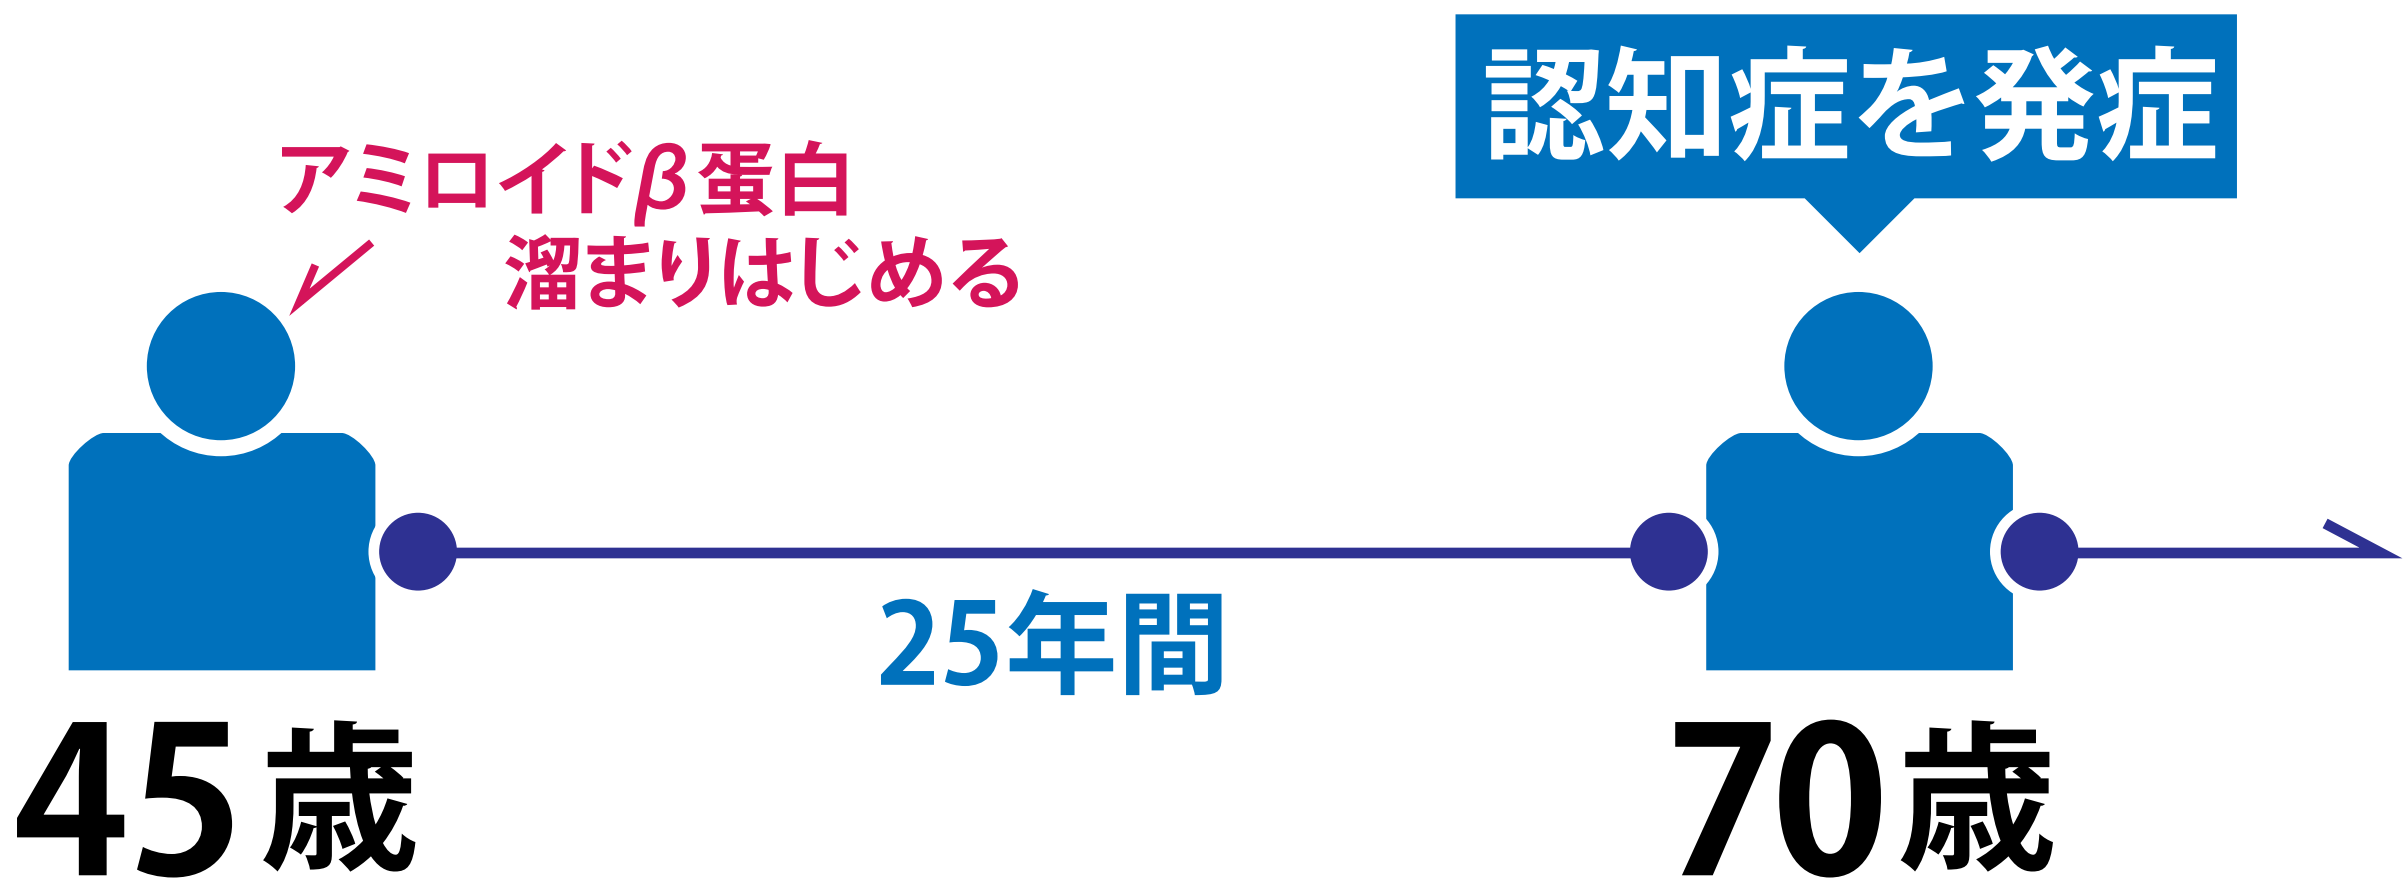 認知症を発症
アミロイドβ蛋白
溜まりはじめる
25年間
45歳
70歳